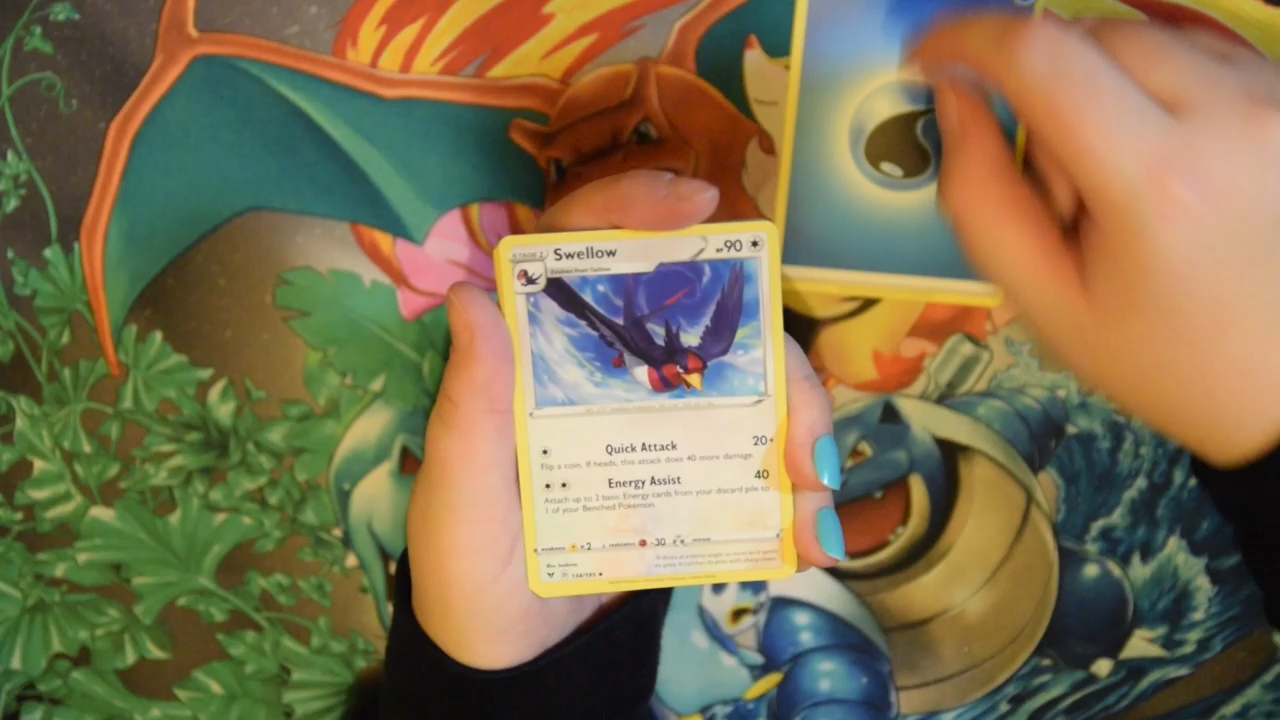 STAGE 1
Swellow
HP 90
Evolves from Taillow
Quick Attack 20+
Flip a coin. If heads, this attack does 40 more damage.
Energy Assist 40
Attach up to 2 basic Energy cards from your discard pile to
1 of your Benched Pokémon.
weakness ×2 resistance -30 retreat